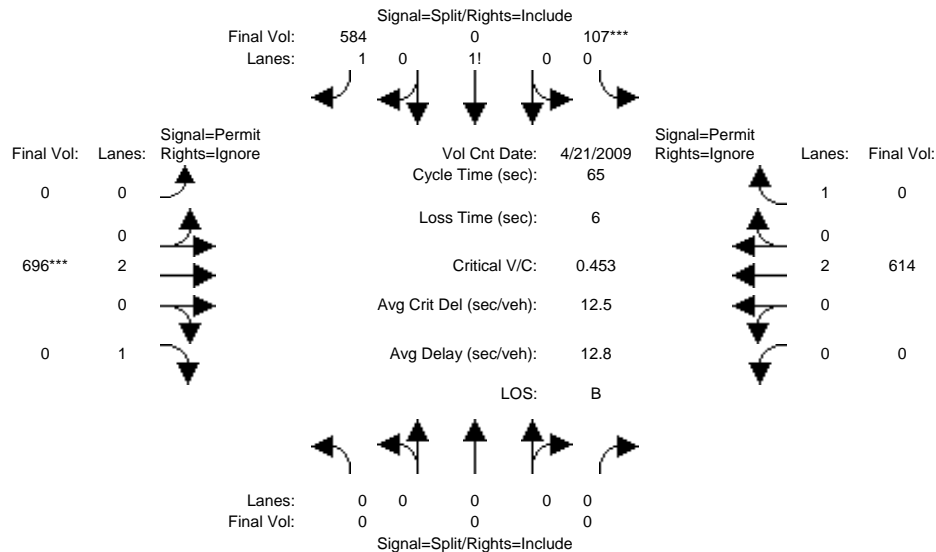 Signal=Split/Rights=Include
Final Vol: 584 0 107***
Lanes: 1 0 1! 0 0
Signal=Permit Signal=Permit
Final Vol: Lanes: Rights=Ignore Vol Cnt Date: 4/21/2009 Rights=Ignore Lanes: Final Vol:
Cycle Time (sec): 65
0 0 1 0
Loss Time (sec): 6
0 0
696*** 2 Critical V/C: 0.453 2 614
0 Avg Crit Del (sec/veh): 12.5 0
0 1 Avg Delay (sec/veh): 12.8 0 0
LOS: B
Lanes: 0 0 0 0 0
Final Vol: 0 0 0
Signal=Split/Rights=Include